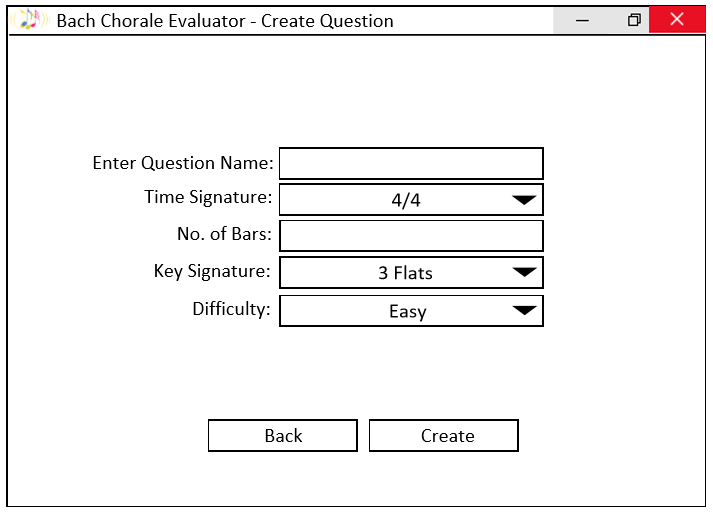 Bach Chorale Evaluator - Create Question
Enter Question Name:
Time Signature: 4/4
No. of Bars:
Key Signature: 3 Flats
Difficulty: Easy
Back Create